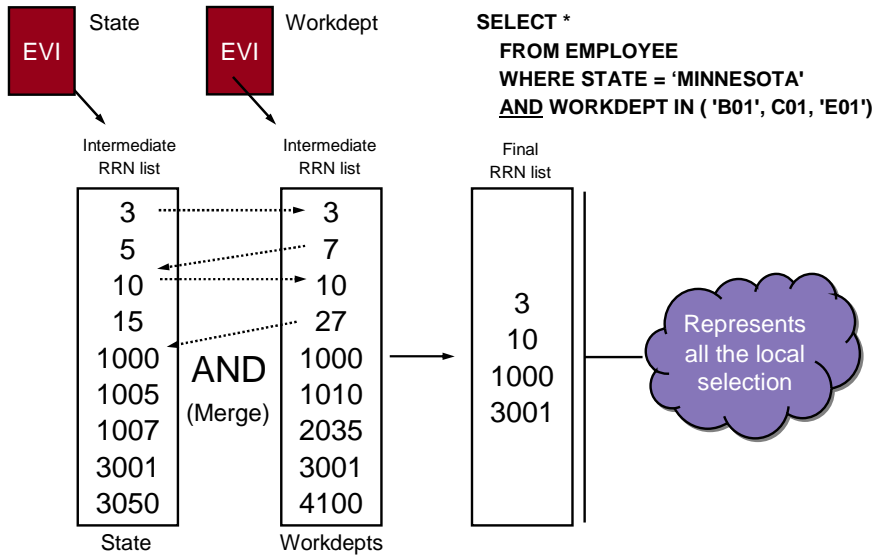 EVI
State
EVI
Workdept
SELECT *
FROM EMPLOYEE
WHERE STATE = ‘MINNESOTA'
AND WORKDEPT IN ( 'B01', C01, 'E01')
Intermediate
RRN list
Intermediate
RRN list
Final
RRN list
3
5
10
15
1000
1005
1007
3001
3050
State
AND
(Merge)
3
7
10
27
1000
1010
2035
3001
4100
Workdepts
3
10
1000
3001
Represents
all the local
selection